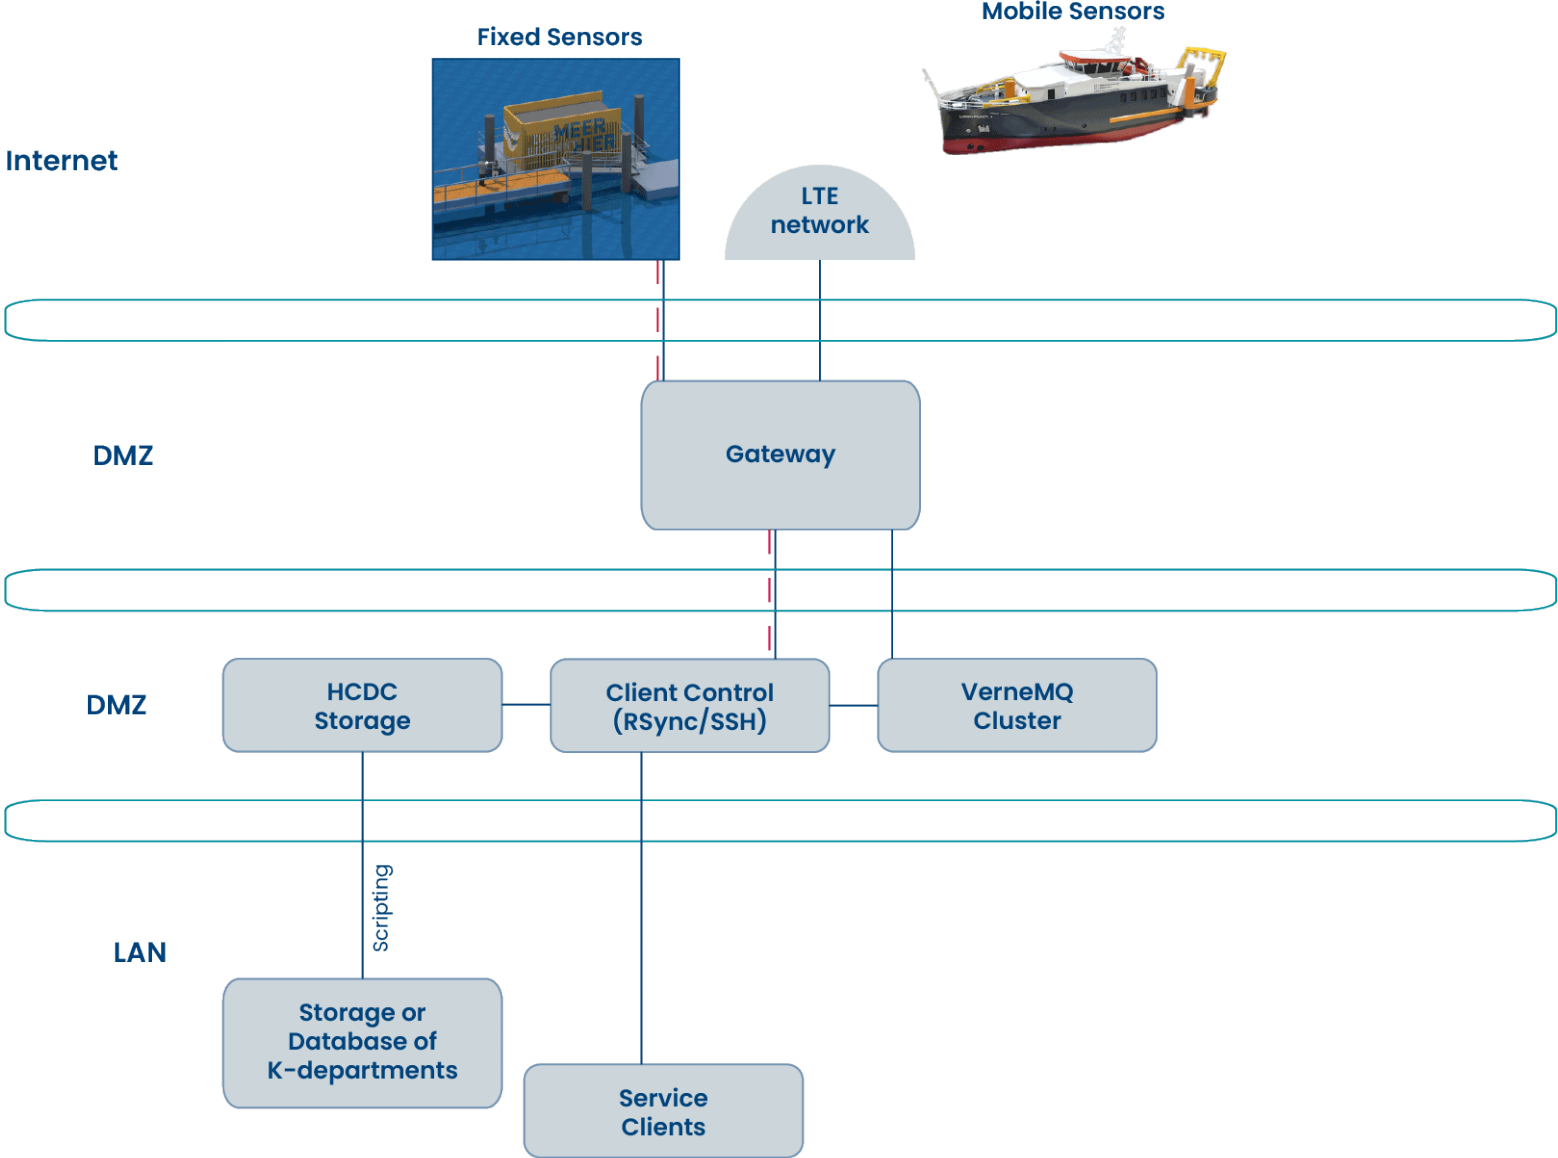 Mobile Sensors
Fixed Sensors
Internet
MEER
LTE
network
DMZ
Gateway
DMZ
HCDC
Storage
Client Control
(RSync/SSH)
VerneMQ
Cluster
Scripting
LAN
Storage or
Database of
K-departments
Service
Clients